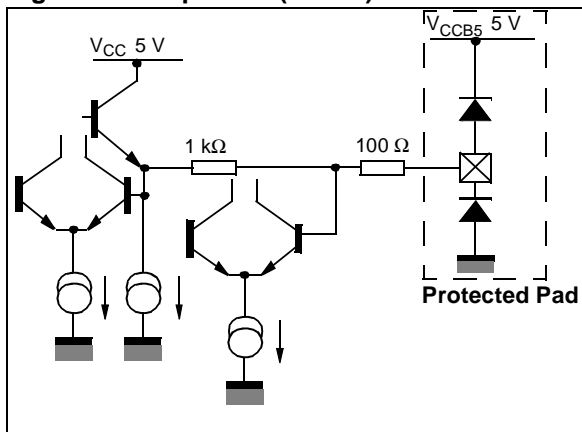 V_CC 5 V
V_CCB5 5 V
1 kΩ
100 Ω
Protected Pad